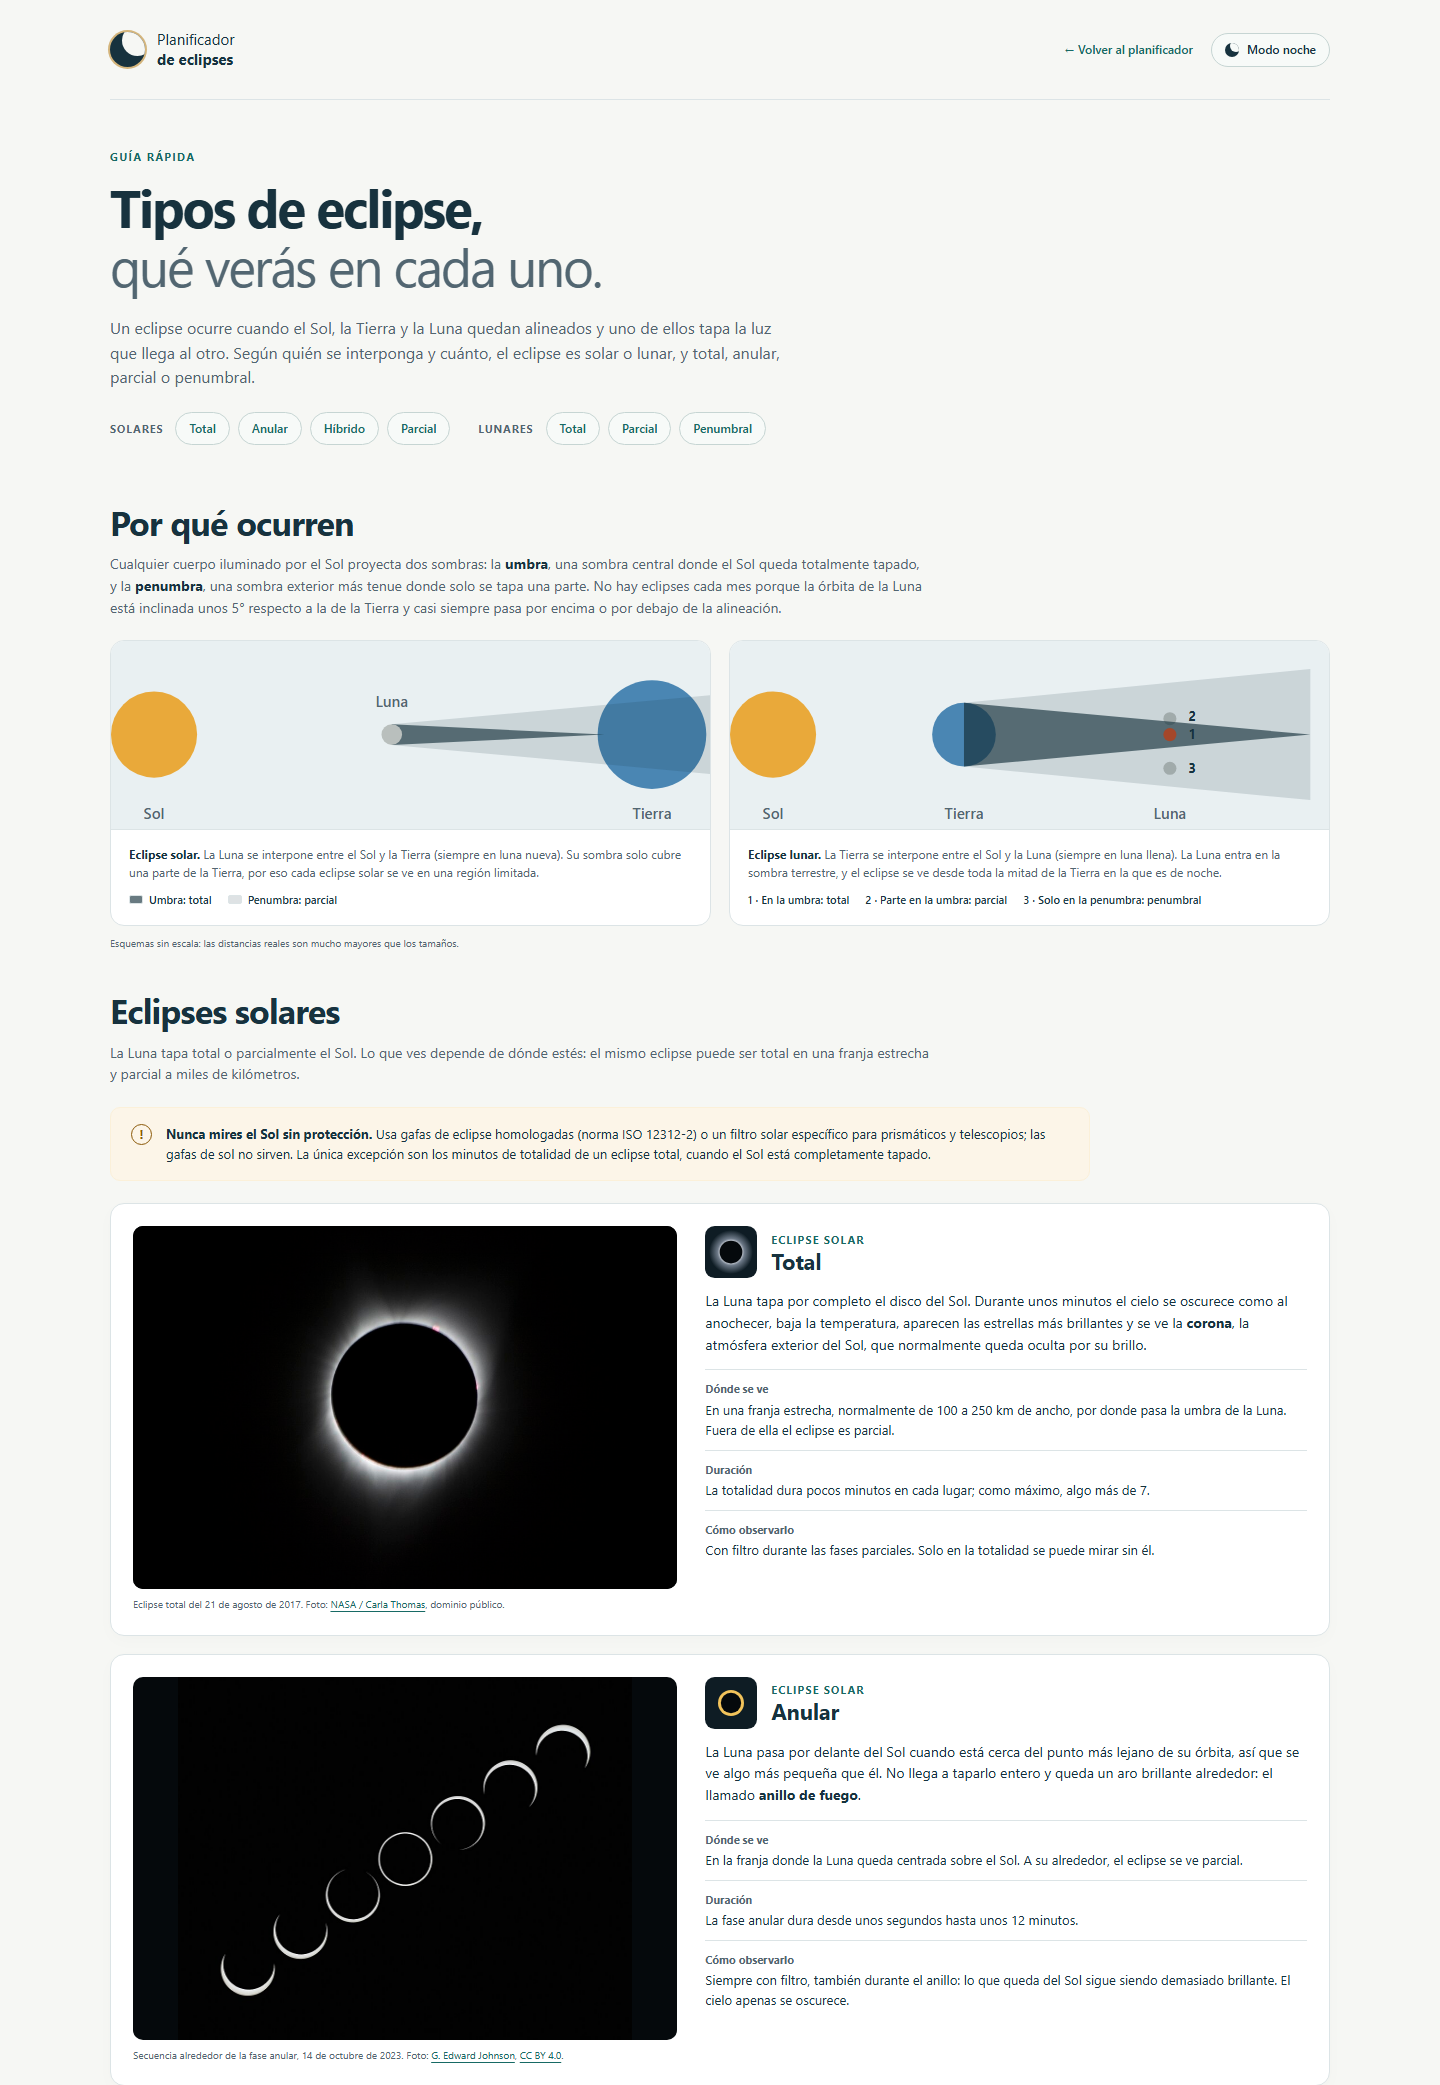 Planificador
de eclipses
← Volver al planificador
Modo noche
GUÍA RÁPIDA
Tipos de eclipse,
qué verás en cada uno.
Un eclipse ocurre cuando el Sol, la Tierra y la Luna quedan alineados y uno de ellos tapa la luz
que llega al otro. Según quién se interponga y cuánto, el eclipse es solar o lunar, y total, anular,
parcial o penumbral.
SOLARES Total Anular Híbrido Parcial LUNARES Total Parcial Penumbral
Por qué ocurren
Cualquier cuerpo iluminado por el Sol proyecta dos sombras: la umbra, una sombra central donde el Sol queda totalmente tapado,
y la penumbra, una sombra exterior más tenue donde solo se tapa una parte. No hay eclipses cada mes porque la órbita de la Luna
está inclinada unos 5° respecto a la de la Tierra y casi siempre pasa por encima o por debajo de la alineación.
Luna
Sol
Tierra
Eclipse solar. La Luna se interpone entre el Sol y la Tierra (siempre en luna nueva). Su sombra solo cubre
una parte de la Tierra, por eso cada eclipse solar se ve en una región limitada.
Umbra: total Penumbra: parcial
2
1
3
Sol
Tierra
Luna
Eclipse lunar. La Tierra se interpone entre el Sol y la Luna (siempre en luna llena). La Luna entra en la
sombra terrestre, y el eclipse se ve desde toda la mitad de la Tierra en la que es de noche.
1 · En la umbra: total 2 · Parte en la umbra: parcial 3 · Solo en la penumbra: penumbral
Esquemas sin escala: las distancias reales son mucho mayores que los tamaños.
Eclipses solares
La Luna tapa total o parcialmente el Sol. Lo que ves depende de dónde estés: el mismo eclipse puede ser total en una franja estrecha
y parcial a miles de kilómetros.
! Nunca mires el Sol sin protección. Usa gafas de eclipse homologadas (norma ISO 12312-2) o un filtro solar específico para prismáticos y telescopios; las
gafas de sol no sirven. La única excepción son los minutos de totalidad de un eclipse total, cuando el Sol está completamente tapado.
Eclipse total del 21 de agosto de 2017. Foto: NASA / Carla Thomas, dominio público.
ECLIPSE SOLAR
Total
La Luna tapa por completo el disco del Sol. Durante unos minutos el cielo se oscurece como al
anochecer, baja la temperatura, aparecen las estrellas más brillantes y se ve la corona, la
atmósfera exterior del Sol, que normalmente queda oculta por su brillo.
Dónde se ve
En una franja estrecha, normalmente de 100 a 250 km de ancho, por donde pasa la umbra de la Luna.
Fuera de ella el eclipse es parcial.
Duración
La totalidad dura pocos minutos en cada lugar; como máximo, algo más de 7.
Cómo observarlo
Con filtro durante las fases parciales. Solo en la totalidad se puede mirar sin él.
Secuencia alrededor de la fase anular, 14 de octubre de 2023. Foto: G. Edward Johnson, CC BY 4.0.
ECLIPSE SOLAR
Anular
La Luna pasa por delante del Sol cuando está cerca del punto más lejano de su órbita, así que se
ve algo más pequeña que él. No llega a taparlo entero y queda un aro brillante alrededor: el
llamado anillo de fuego.
Dónde se ve
En la franja donde la Luna queda centrada sobre el Sol. A su alrededor, el eclipse se ve parcial.
Duración
La fase anular dura desde unos segundos hasta unos 12 minutos.
Cómo observarlo
Siempre con filtro, también durante el anillo: lo que queda del Sol sigue siendo demasiado brillante. El
cielo apenas se oscurece.